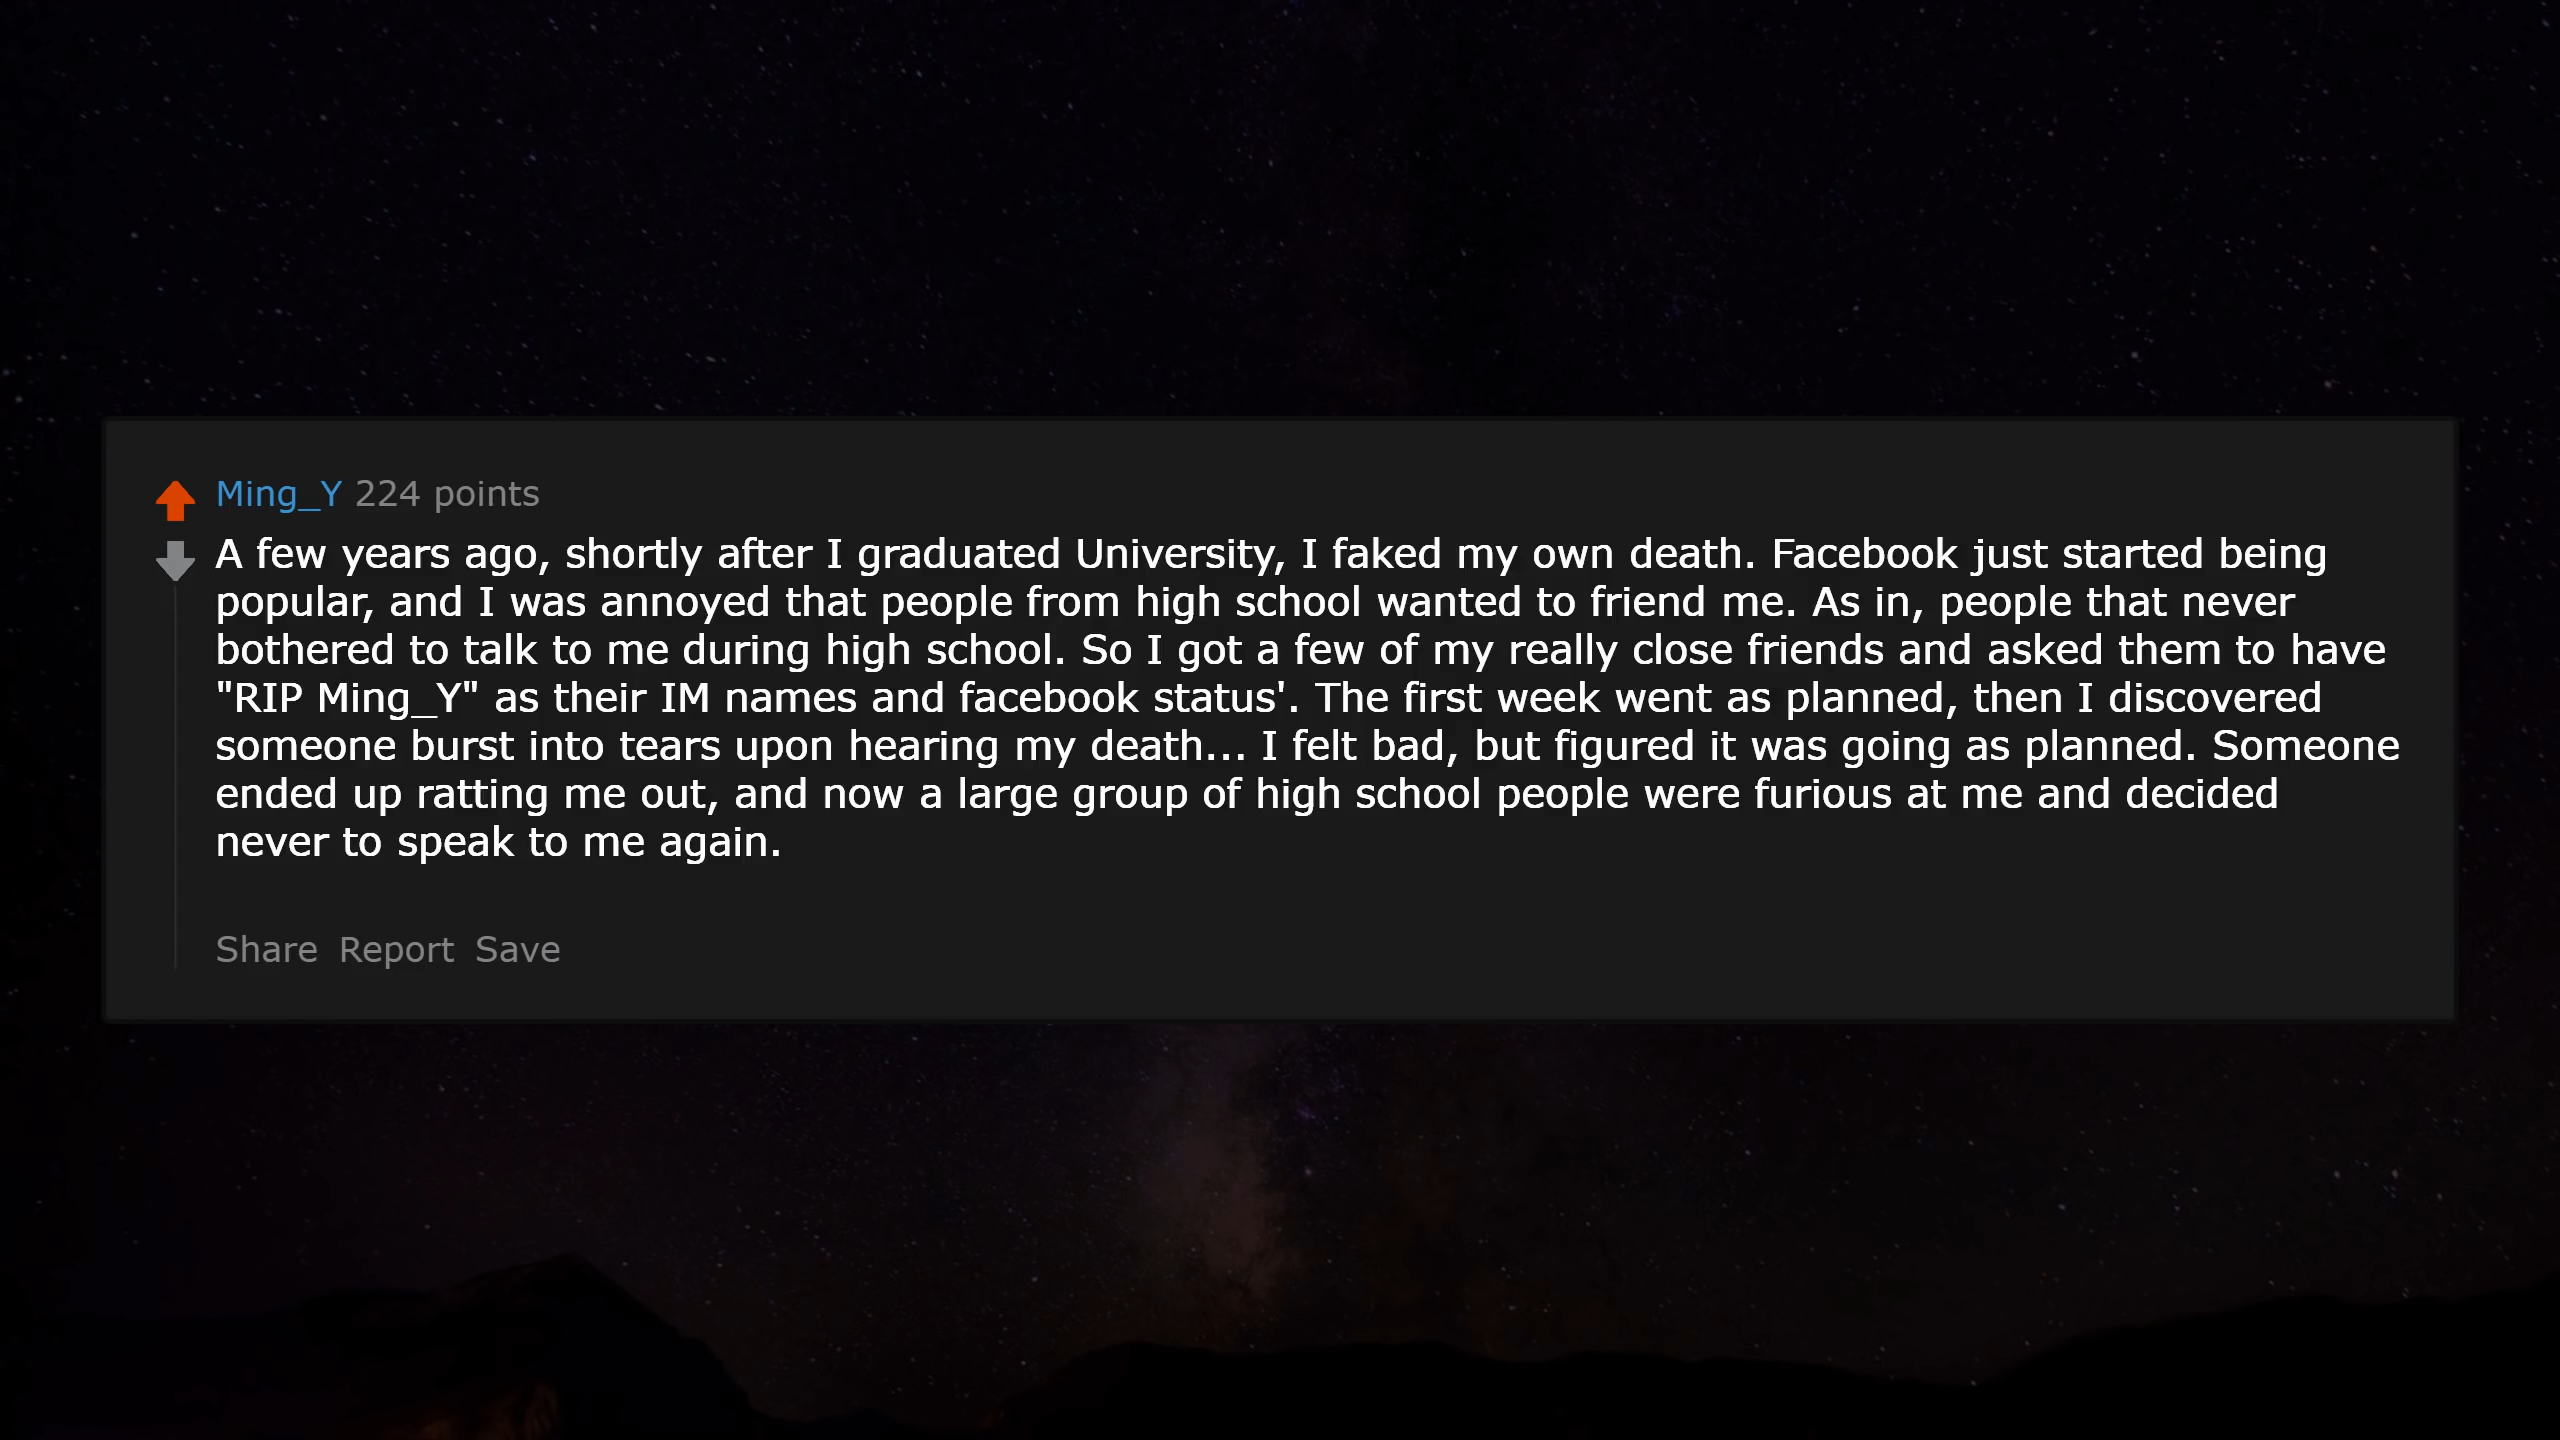 Ming_Y 224 points
A few years ago, shortly after I graduated University, I faked my own death. Facebook just started being
popular, and I was annoyed that people from high school wanted to friend me. As in, people that never
bothered to talk to me during high school. So I got a few of my really close friends and asked them to have
"RIP Ming_Y" as their IM names and facebook status'. The first week went as planned, then I discovered
someone burst into tears upon hearing my death... I felt bad, but figured it was going as planned. Someone
ended up ratting me out, and now a large group of high school people were furious at me and decided
never to speak to me again.
Share Report Save